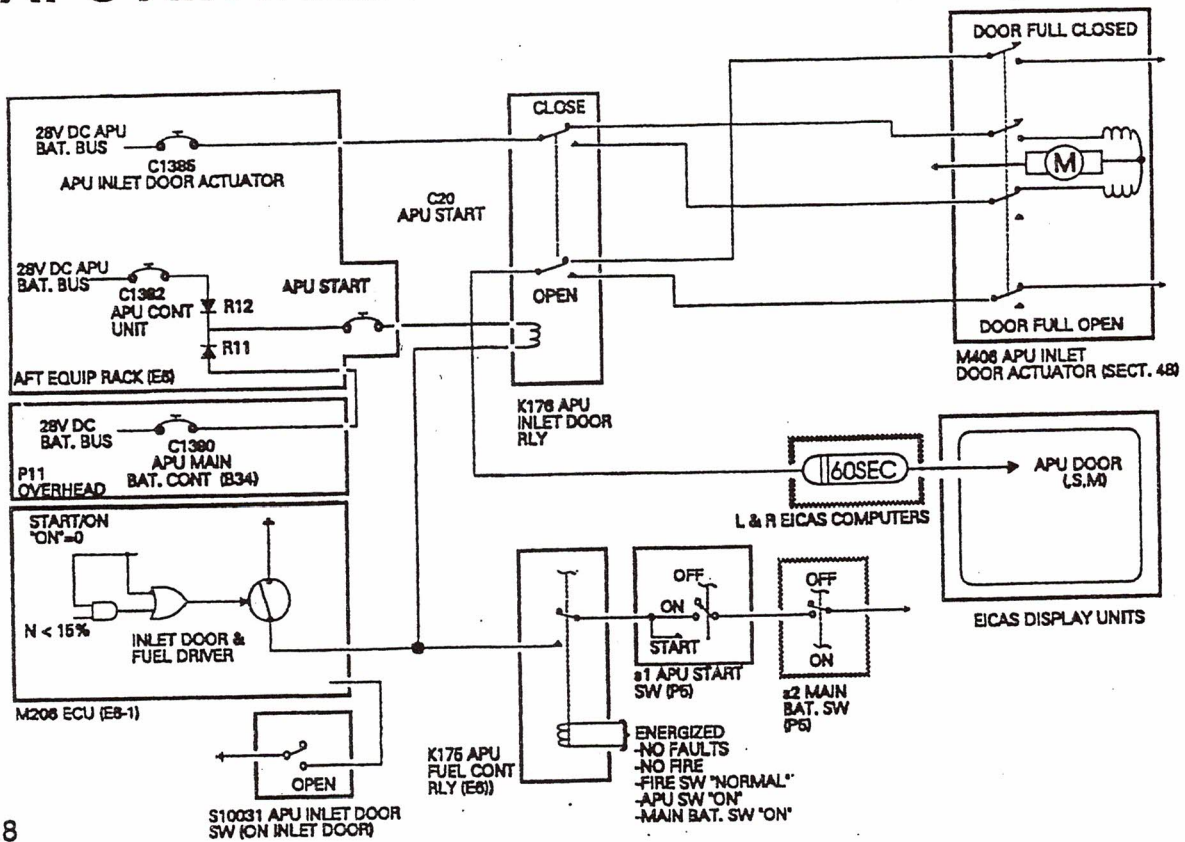 DOOR FULL CLOSED
CLOSE
28V DC APU
BAT. BUS
C1385
APU INLET DOOR ACTUATOR
M
C20
APU START
28V DC APU
BAT. BUS
C1382
APU CONT
UNIT
R12
R11
APU START
OPEN
DOOR FULL OPEN
AFT EQUIP RACK (E6)
M406 APU INLET
DOOR ACTUATOR (SECT. 48)
K176 APU
INLET DOOR
RLY
28V DC
BAT. BUS
C1390
APU MAIN
BAT. CONT (B34)
P11
OVERHEAD
60SEC
APU DOOR
(,S,M)
L & R EICAS COMPUTERS
START/ON
"ON"=0
N < 15%
INLET DOOR &
FUEL DRIVER
OFF
ON
START
OFF
ON
EICAS DISPLAY UNITS
s1 APU START
SW (P5)
s2 MAIN
BAT. SW
(P5)
M206 ECU (E6-1)
OPEN
K175 APU
FUEL CONT
RLY (E6))
ENERGIZED
-NO FAULTS
-NO FIRE
-FIRE SW "NORMAL"
-APU SW "ON"
-MAIN BAT. SW "ON"
S10031 APU INLET DOOR
SW (ON INLET DOOR)
8